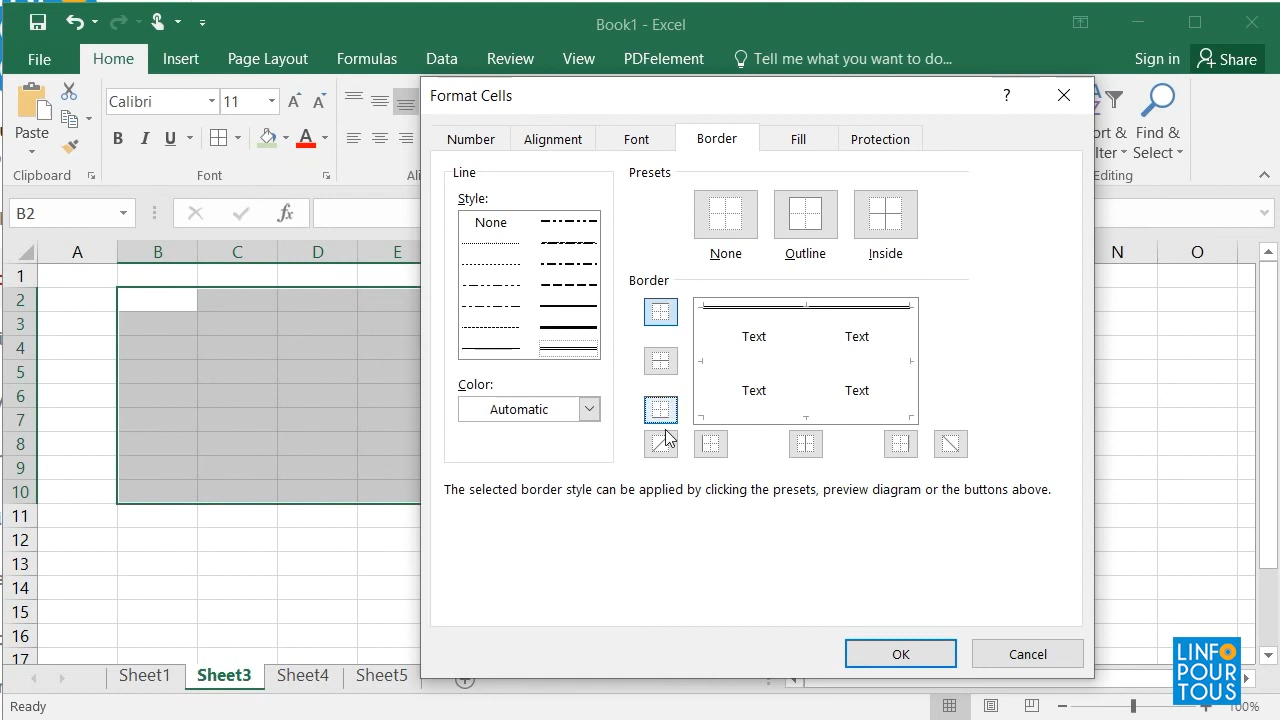 Book1 - Excel
File Home Insert Page Layout Formulas Data Review View PDFelement Tell me what you want to do... Sign in Share
Paste
Calibri 11
B I U A
Clipboard Font Editing
Find & Select
B2 fx
Format Cells ?
Number Alignment Font Border Fill Protection
Line
Style:
None
Color:
Automatic
Presets
None Outline Inside
Border
Text Text
Text Text
The selected border style can be applied by clicking the presets, preview diagram or the buttons above.
OK Cancel
A B C D E N O
1
2
3
4
5
6
7
8
9
10
11
12
13
14
15
16
17
Sheet1 Sheet3 Sheet4 Sheet5
Ready 100%
LINFO
POUR
TOUS